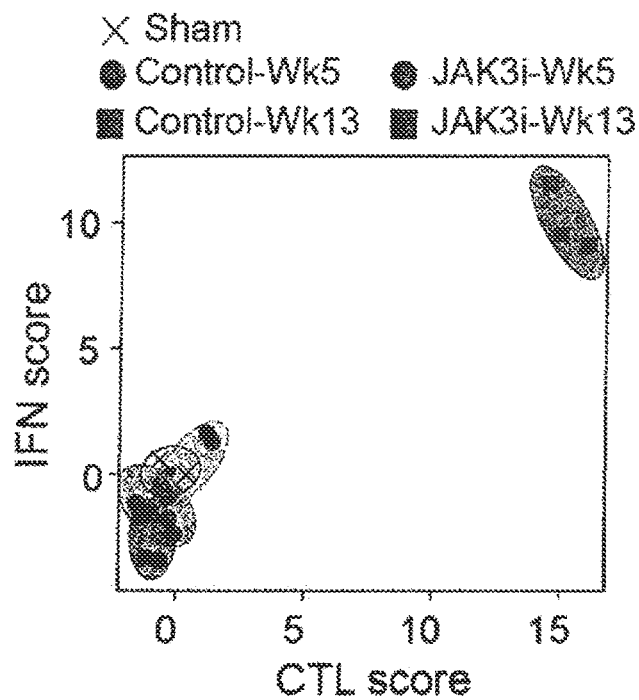 Sham
Control-Wk5 JAK3i-Wk5
Control-Wk13 JAK3i-Wk13
10
5
0
IFN score
0 5 10 15
CTL score